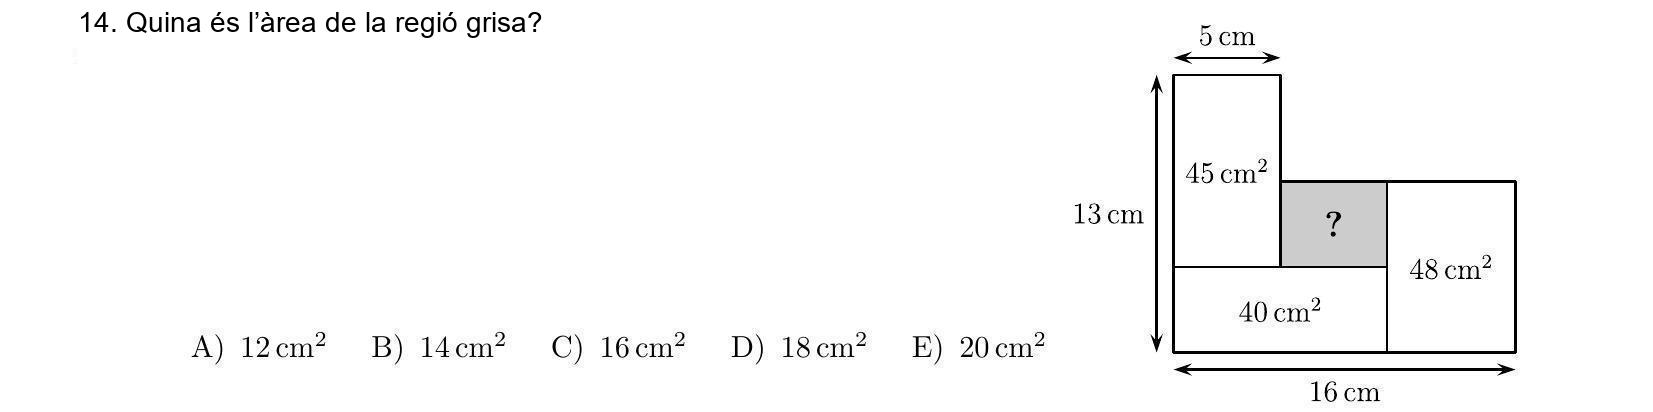 14. Quina és l’àrea de la regió grisa?
5 cm
45 cm²
13 cm
?
48 cm²
40 cm²
A) 12 cm² B) 14 cm² C) 16 cm² D) 18 cm² E) 20 cm²
16 cm